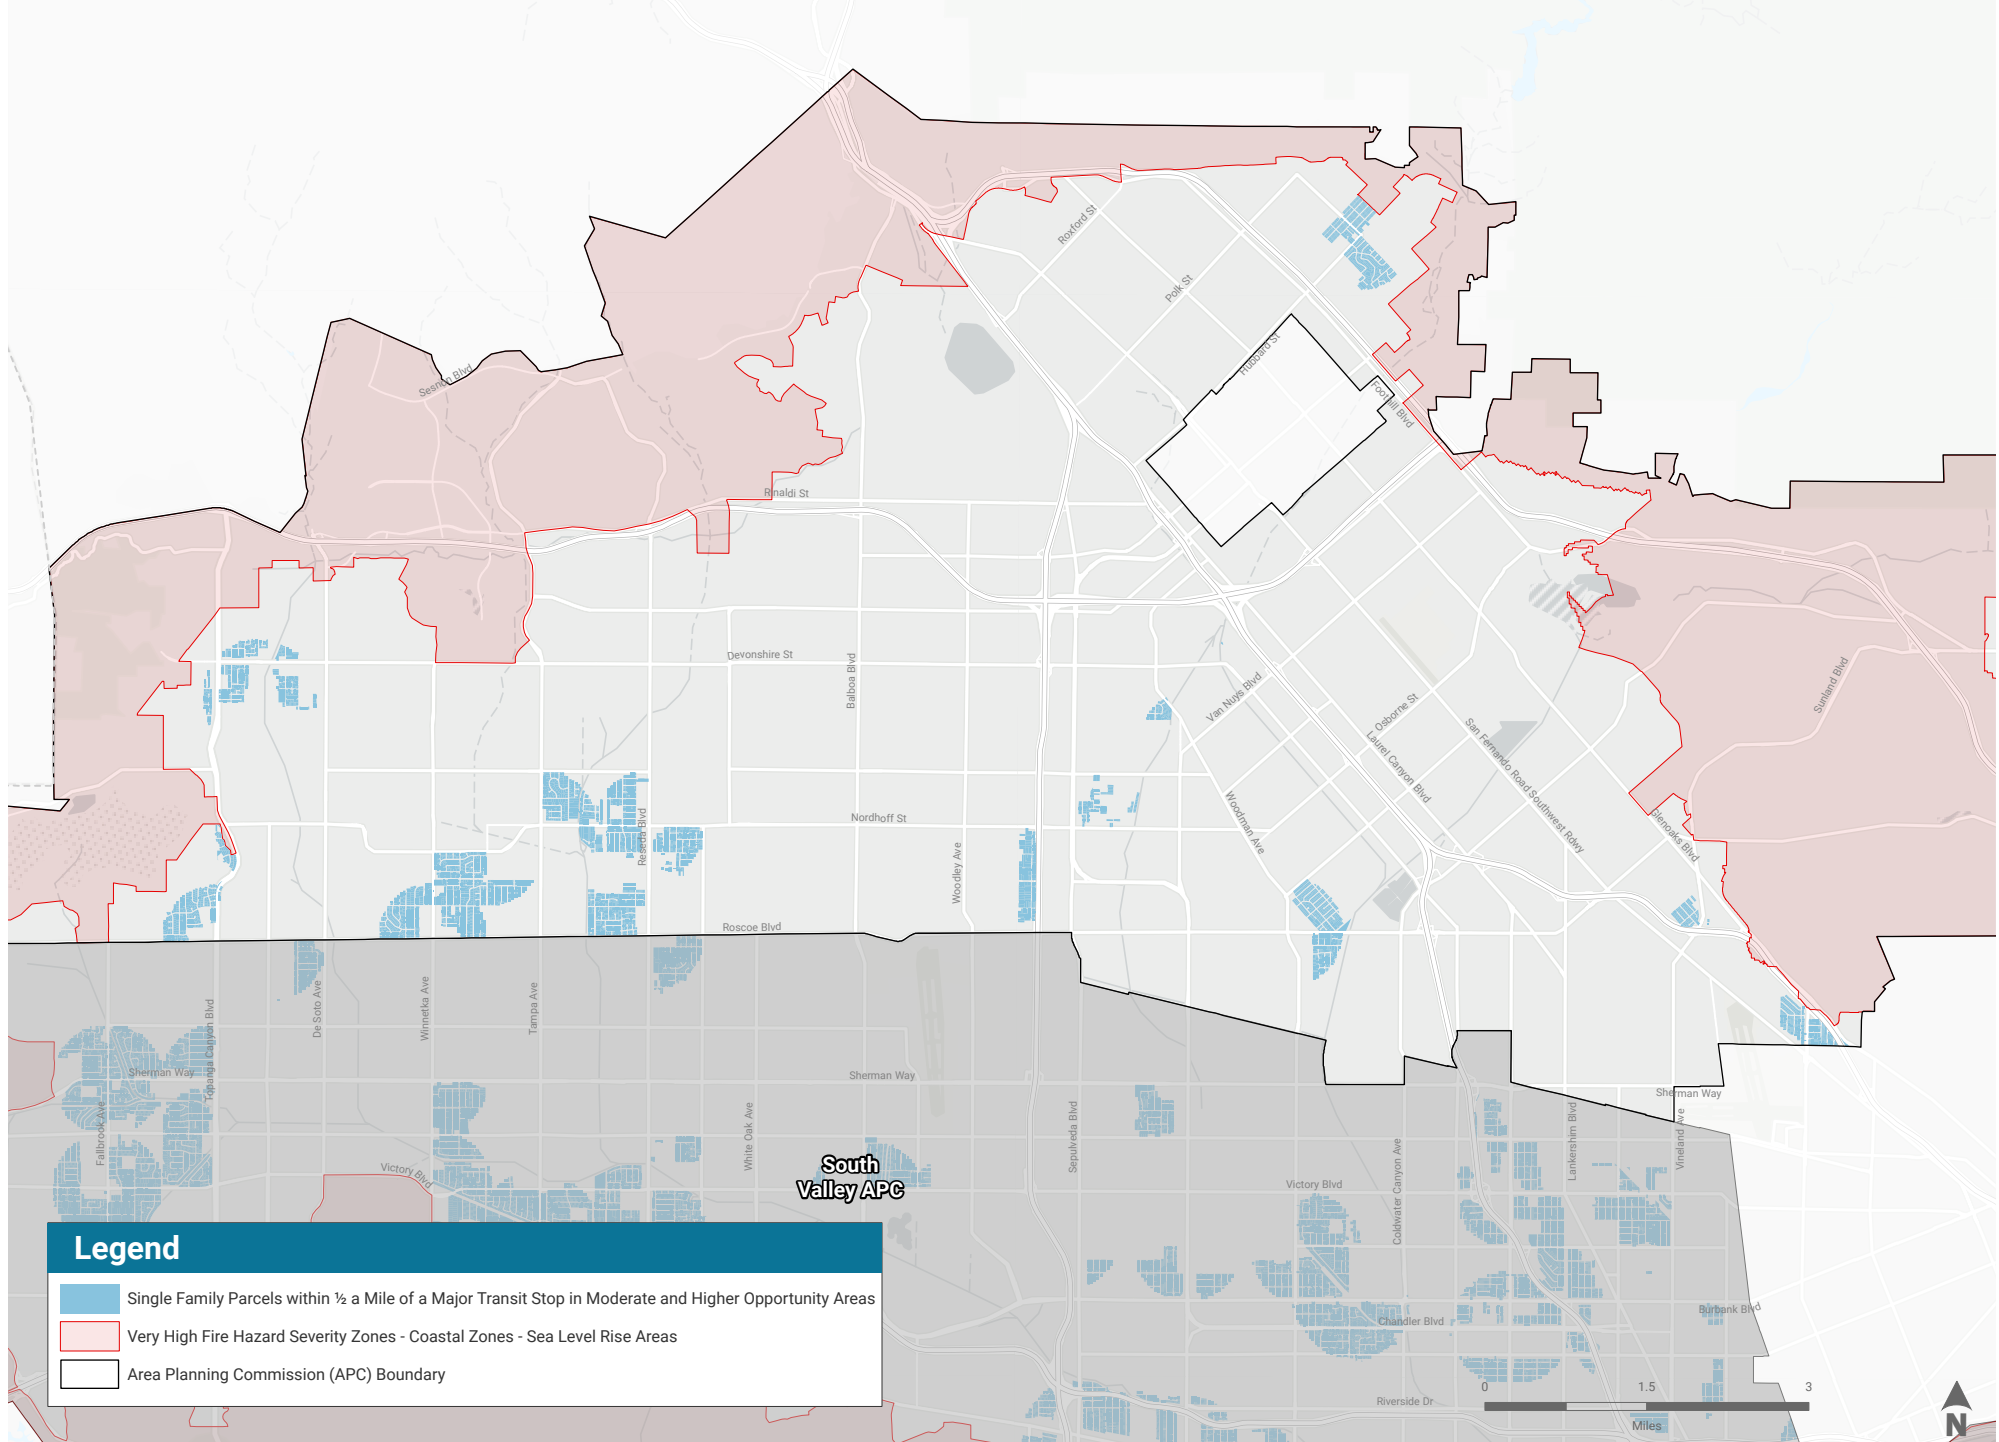 Roxford St
Polk St
Hubbard St
Foothill Blvd
Sesnon Blvd
Rinaldi St
Devonshire St
Balboa Blvd
Van Nuys Blvd
Osborne St
Laurel Canyon Blvd
San Fernando Road Southwest Rdwy
Sunland Blvd
Glenoaks Blvd
Woodman Ave
Nordhoff St
Reseda Blvd
Woodley Ave
Roscoe Blvd
Topanga Canyon Blvd
De Soto Ave
Winnetka Ave
Tampa Ave
Sherman Way
Sherman Way
Sherman Way
Fallbrook Ave
White Oak Ave
Sepulveda Blvd
Coldwater Canyon Ave
Lankershim Blvd
Vineland Ave
Victory Blvd
Victory Blvd
South
Valley APC
Burbank Blvd
Chandler Blvd
Riverside Dr
Legend
Single Family Parcels within ½ a Mile of a Major Transit Stop in Moderate and Higher Opportunity Areas
Very High Fire Hazard Severity Zones - Coastal Zones - Sea Level Rise Areas
Area Planning Commission (APC) Boundary
0 1.5 3
Miles
N